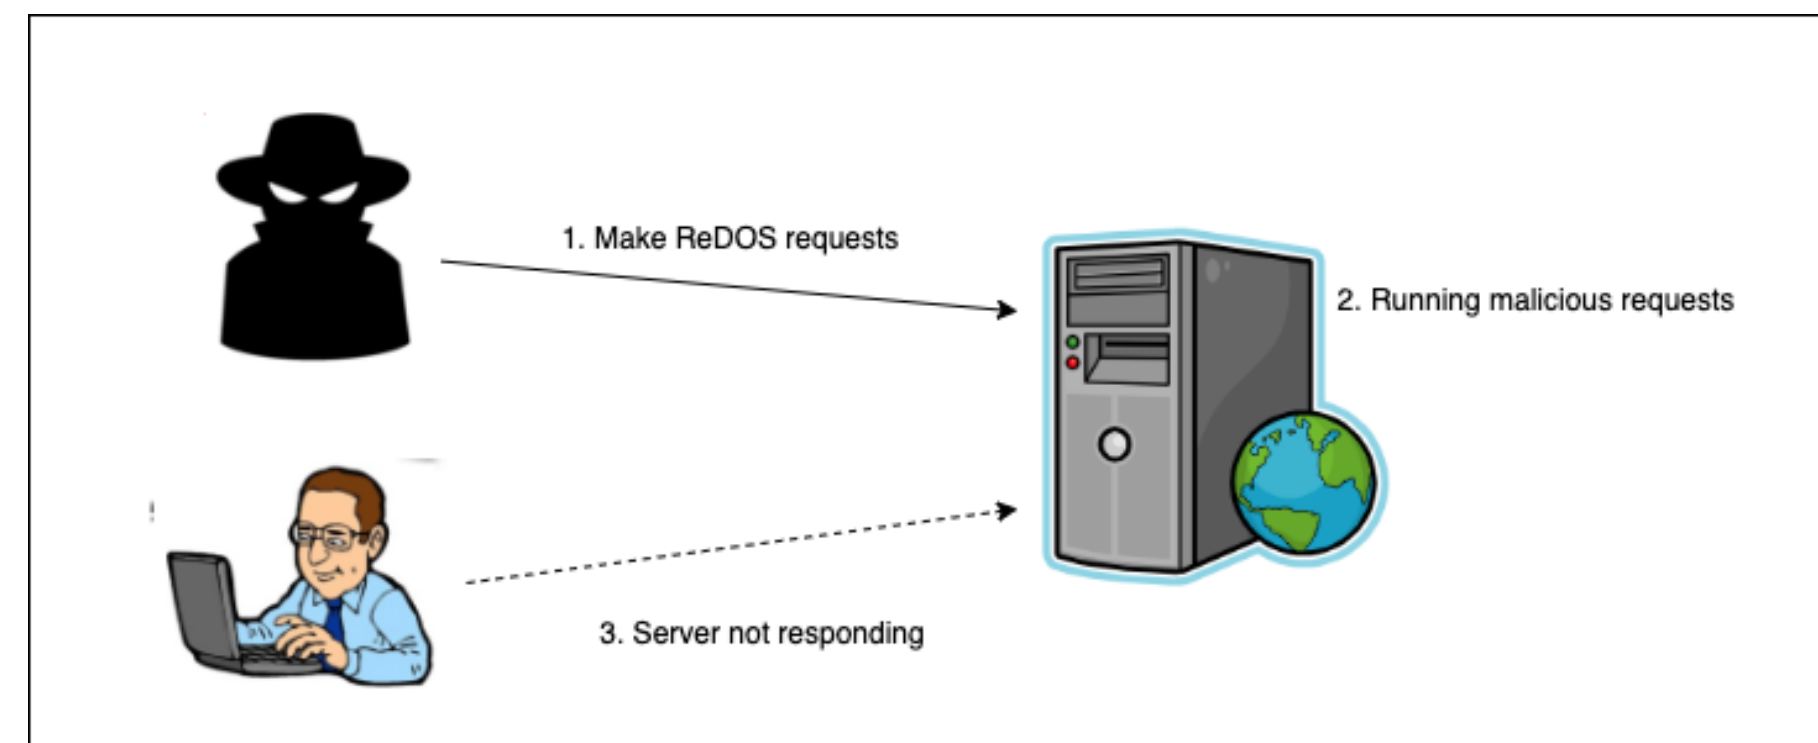 1. Make ReDOS requests
2. Running malicious requests
3. Server not responding